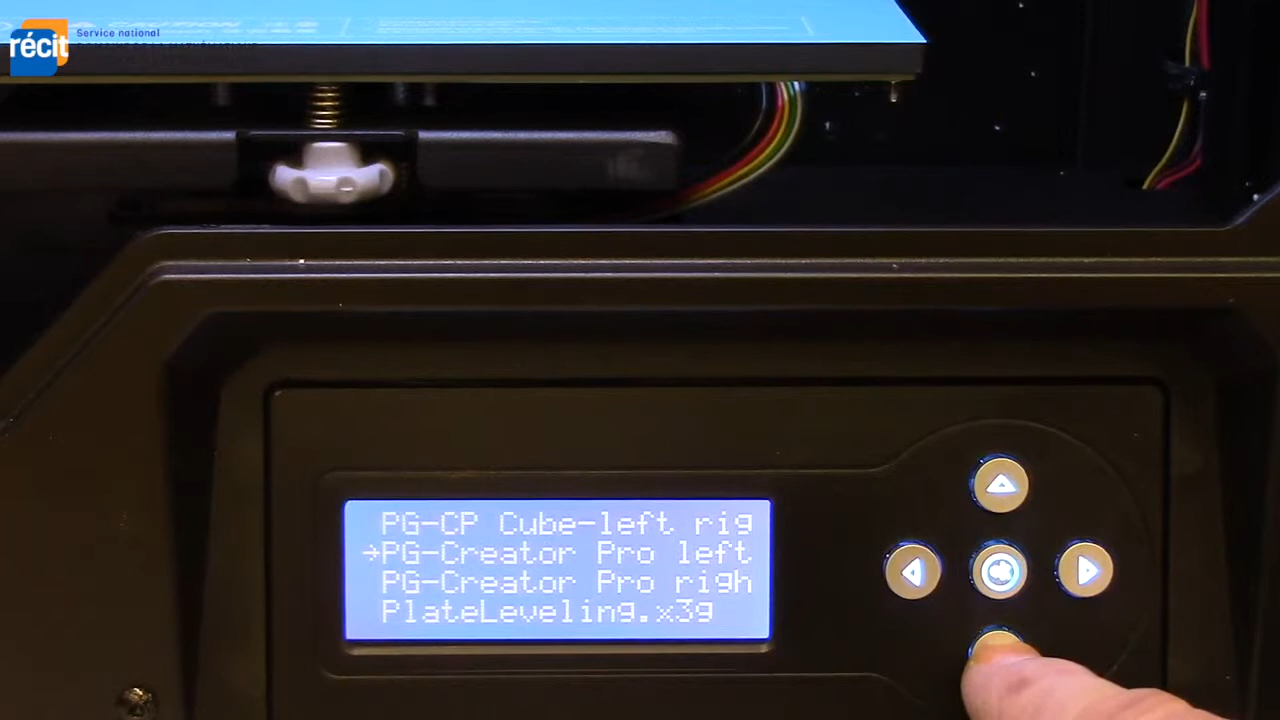 récit
Service national
PG-CP Cube-left rig
→PG-Creator Pro left
PG-Creator Pro righ
PlateLeveling.x3g